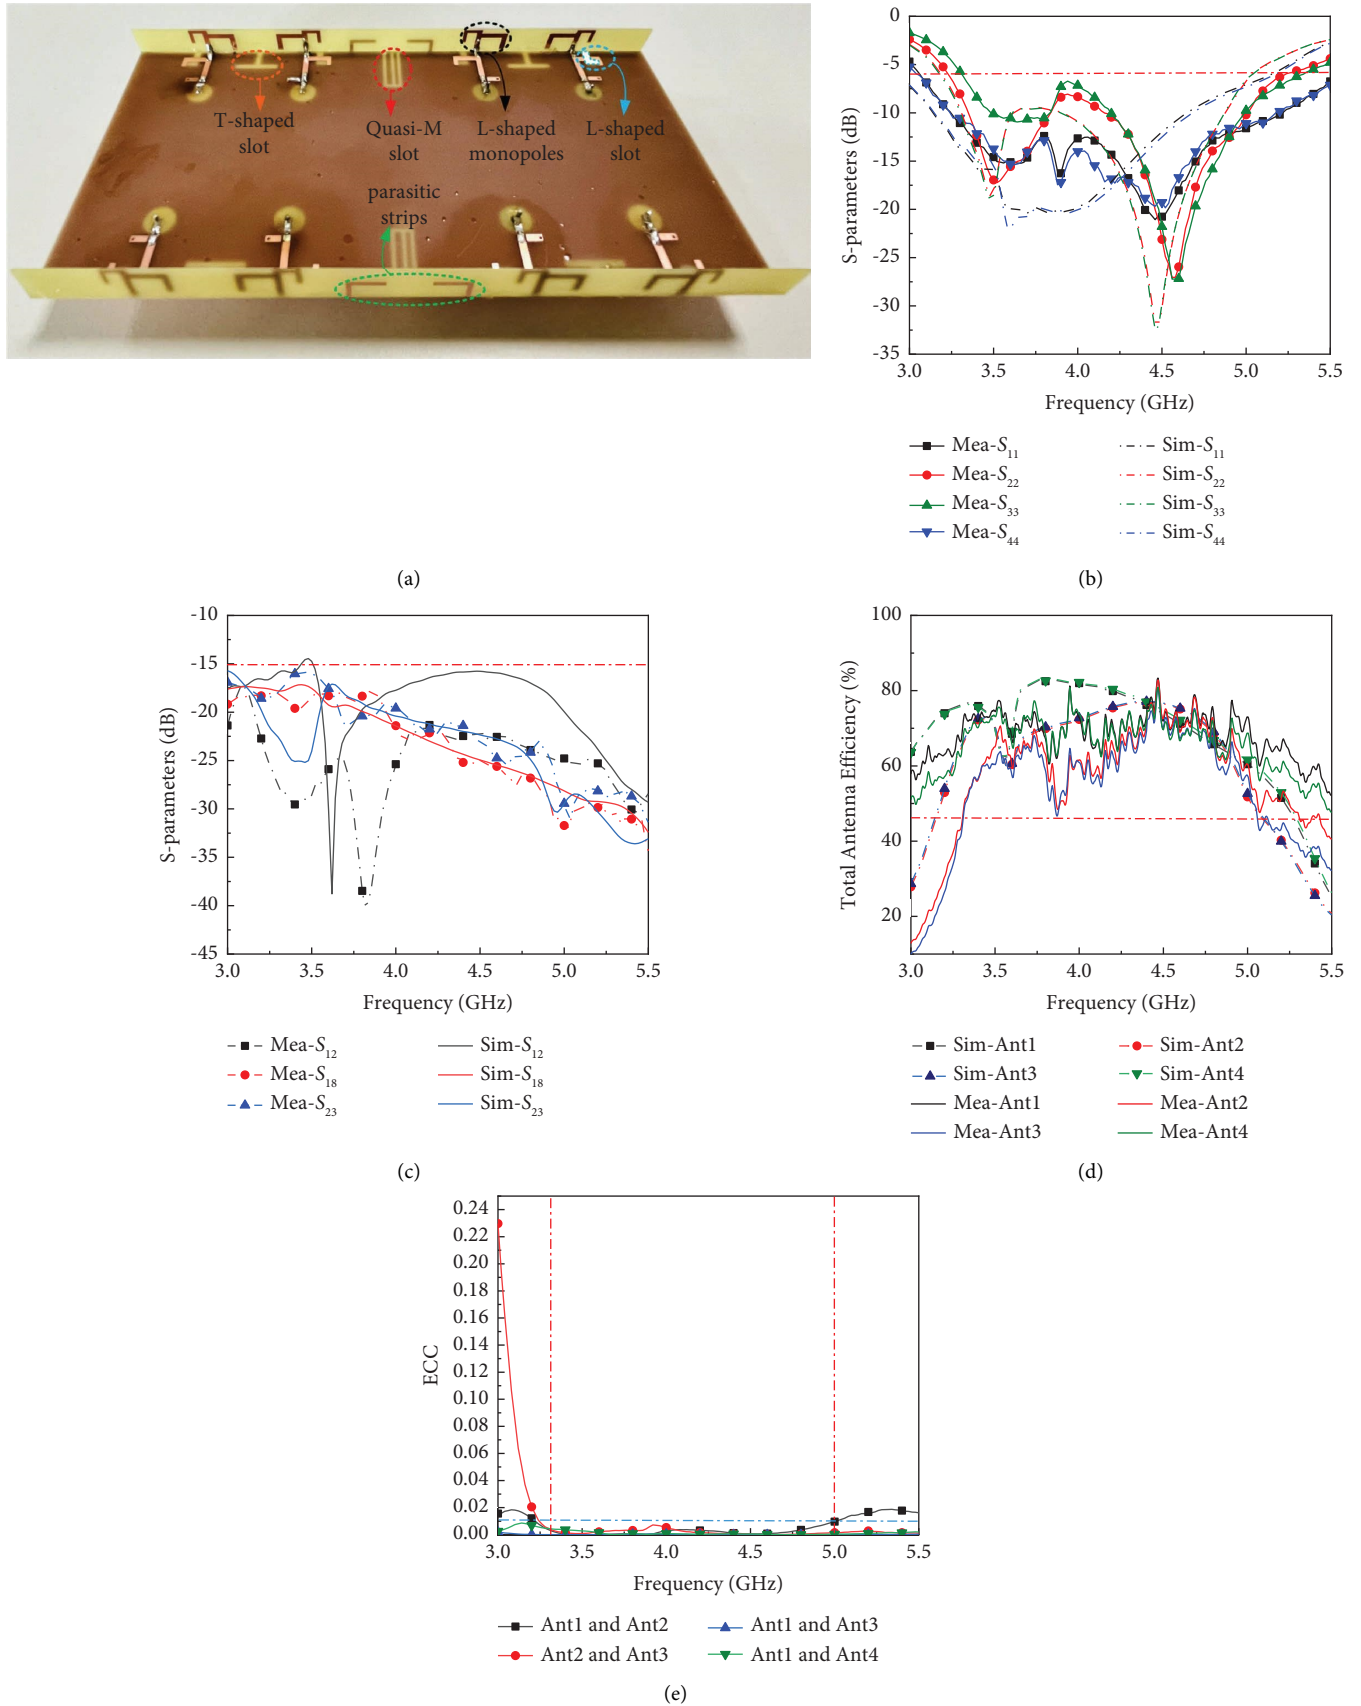 T-shaped
slot
Quasi-M
slot
L-shaped
monopoles
L-shaped
slot
parasitic
strips
(a)
0
-5
-10
-15
-20
-25
-30
-35
S-parameters (dB)
3.0 3.5 4.0 4.5 5.0 5.5
Frequency (GHz)
Mea-S11 Sim-S11
Mea-S22 Sim-S22
Mea-S33 Sim-S33
Mea-S44 Sim-S44
(b)
-10
-15
-20
-25
-30
-35
-40
-45
S-parameters (dB)
3.0 3.5 4.0 4.5 5.0 5.5
Frequency (GHz)
Mea-S12 Sim-S12
Mea-S18 Sim-S18
Mea-S23 Sim-S23
(c)
100
80
60
40
20
Total Antenna Efficiency (%)
3.0 3.5 4.0 4.5 5.0 5.5
Frequency (GHz)
Sim-Ant1 Sim-Ant2
Sim-Ant3 Sim-Ant4
Mea-Ant1 Mea-Ant2
Mea-Ant3 Mea-Ant4
(d)
0.24
0.22
0.20
0.18
0.16
0.14
0.12
0.10
0.08
0.06
0.04
0.02
0.00
ECC
3.0 3.5 4.0 4.5 5.0 5.5
Frequency (GHz)
Ant1 and Ant2 Ant1 and Ant3
Ant2 and Ant3 Ant1 and Ant4
(e)